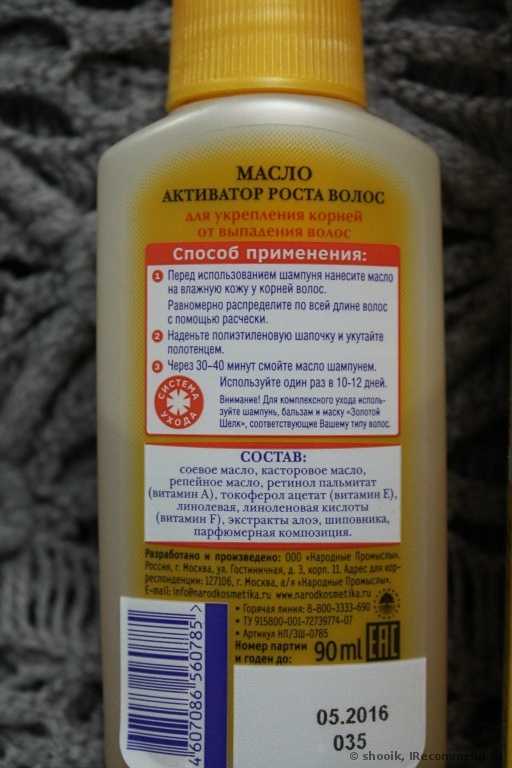 МАСЛО
АКТИВАТОР РОСТА ВОЛОС
для укрепления корней
от выпадения волос
Способ применения:
1 Перед использованием шампуня нанесите масло
на влажную кожу у корней волос.
Равномерно распределите по всей длине волос
с помощью расчески.
2 Наденьте полиэтиленовую шапочку и укутайте
полотенцем.
3 Через 30-40 минут смойте масло шампунем.
Используйте один раз в 10-12 дней.
СИСТЕМА УХОДА
Внимание! Для комплексного ухода исполь-
зуйте шампунь, бальзам и маску «Золотой
Шелк», соответствующие Вашему типу волос.
СОСТАВ:
соевое масло, касторовое масло,
репейное масло, ретинол пальмитат
(витамин А), токоферол ацетат (витамин Е),
линолевая, линоленовая кислоты
(витамин F), экстракты алоэ, шиповника,
парфюмерная композиция.
Разработано и произведено: ООО «Народные Промыслы».
Россия, г. Москва, ул. Гостиничная, д. 3, корп. 11. Адрес для кор-
респонденции: 127106, г. Москва, а/я «Народные Промыслы».
E-mail: info@narodkosmetika.ru www.narodkosmetika.ru
• Горячая линия: 8-800-3333-690
• ТУ 915800-001-72739774-07
• Артикул НП/ЗШ-0785
Номер партии
и годен до:
90 ml
EAC
4607086 560785 >
05.2016
035
© shooik, IRecommend.ru